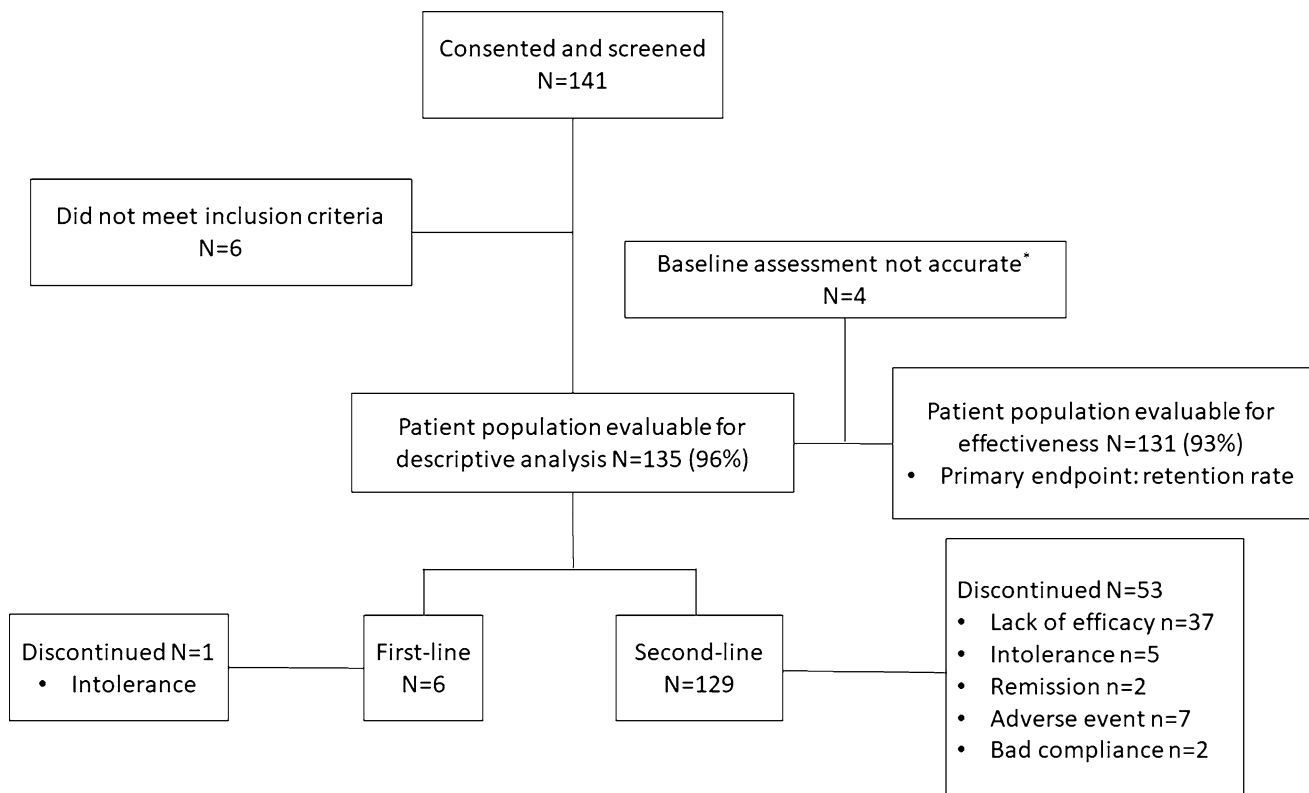 Consented and screened
N=141
Did not meet inclusion criteria
N=6
Baseline assessment not accurate*
N=4
Patient population evaluable for
descriptive analysis N=135 (96%)
Patient population evaluable for
effectiveness N=131 (93%)
• Primary endpoint: retention rate
Discontinued N=1
• Intolerance
First-line
N=6
Second-line
N=129
Discontinued N=53
• Lack of efficacy n=37
• Intolerance n=5
• Remission n=2
• Adverse event n=7
• Bad compliance n=2